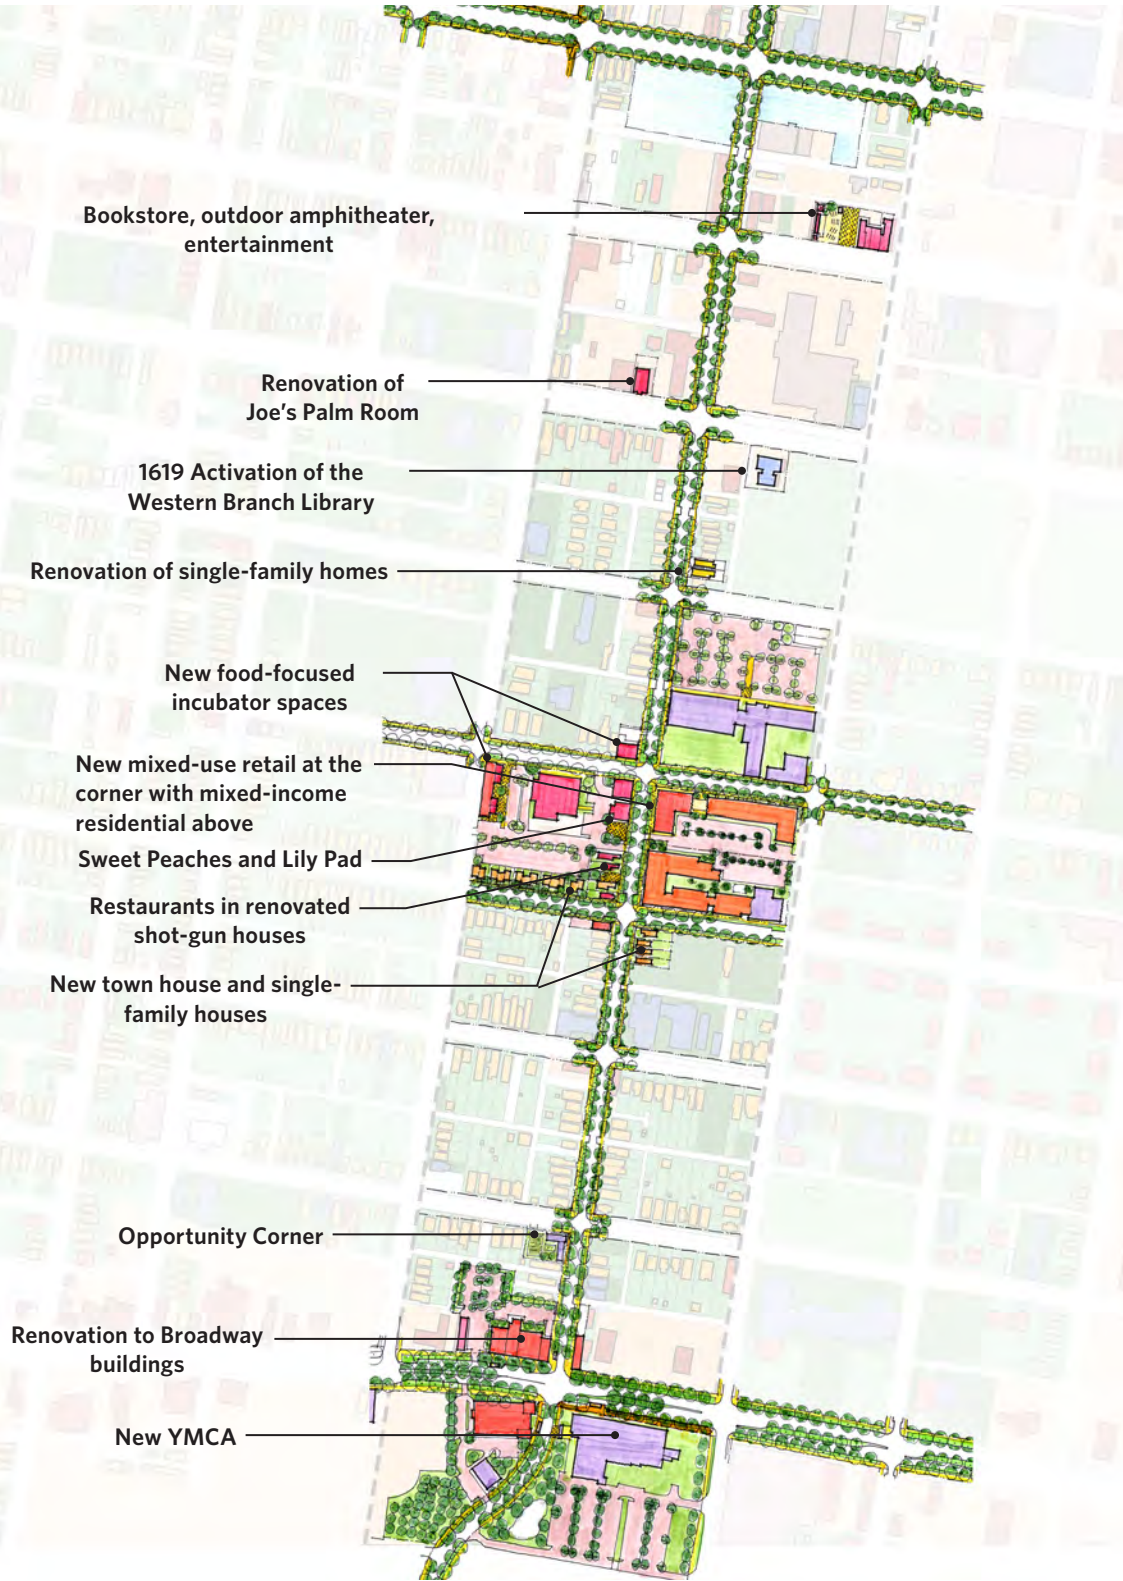 Bookstore, outdoor amphitheater,
entertainment
Renovation of
Joe's Palm Room
1619 Activation of the
Western Branch Library
Renovation of single-family homes
New food-focused
incubator spaces
New mixed-use retail at the
corner with mixed-income
residential above
Sweet Peaches and Lily Pad
Restaurants in renovated
shot-gun houses
New town house and single-
family houses
Opportunity Corner
Renovation to Broadway
buildings
New YMCA